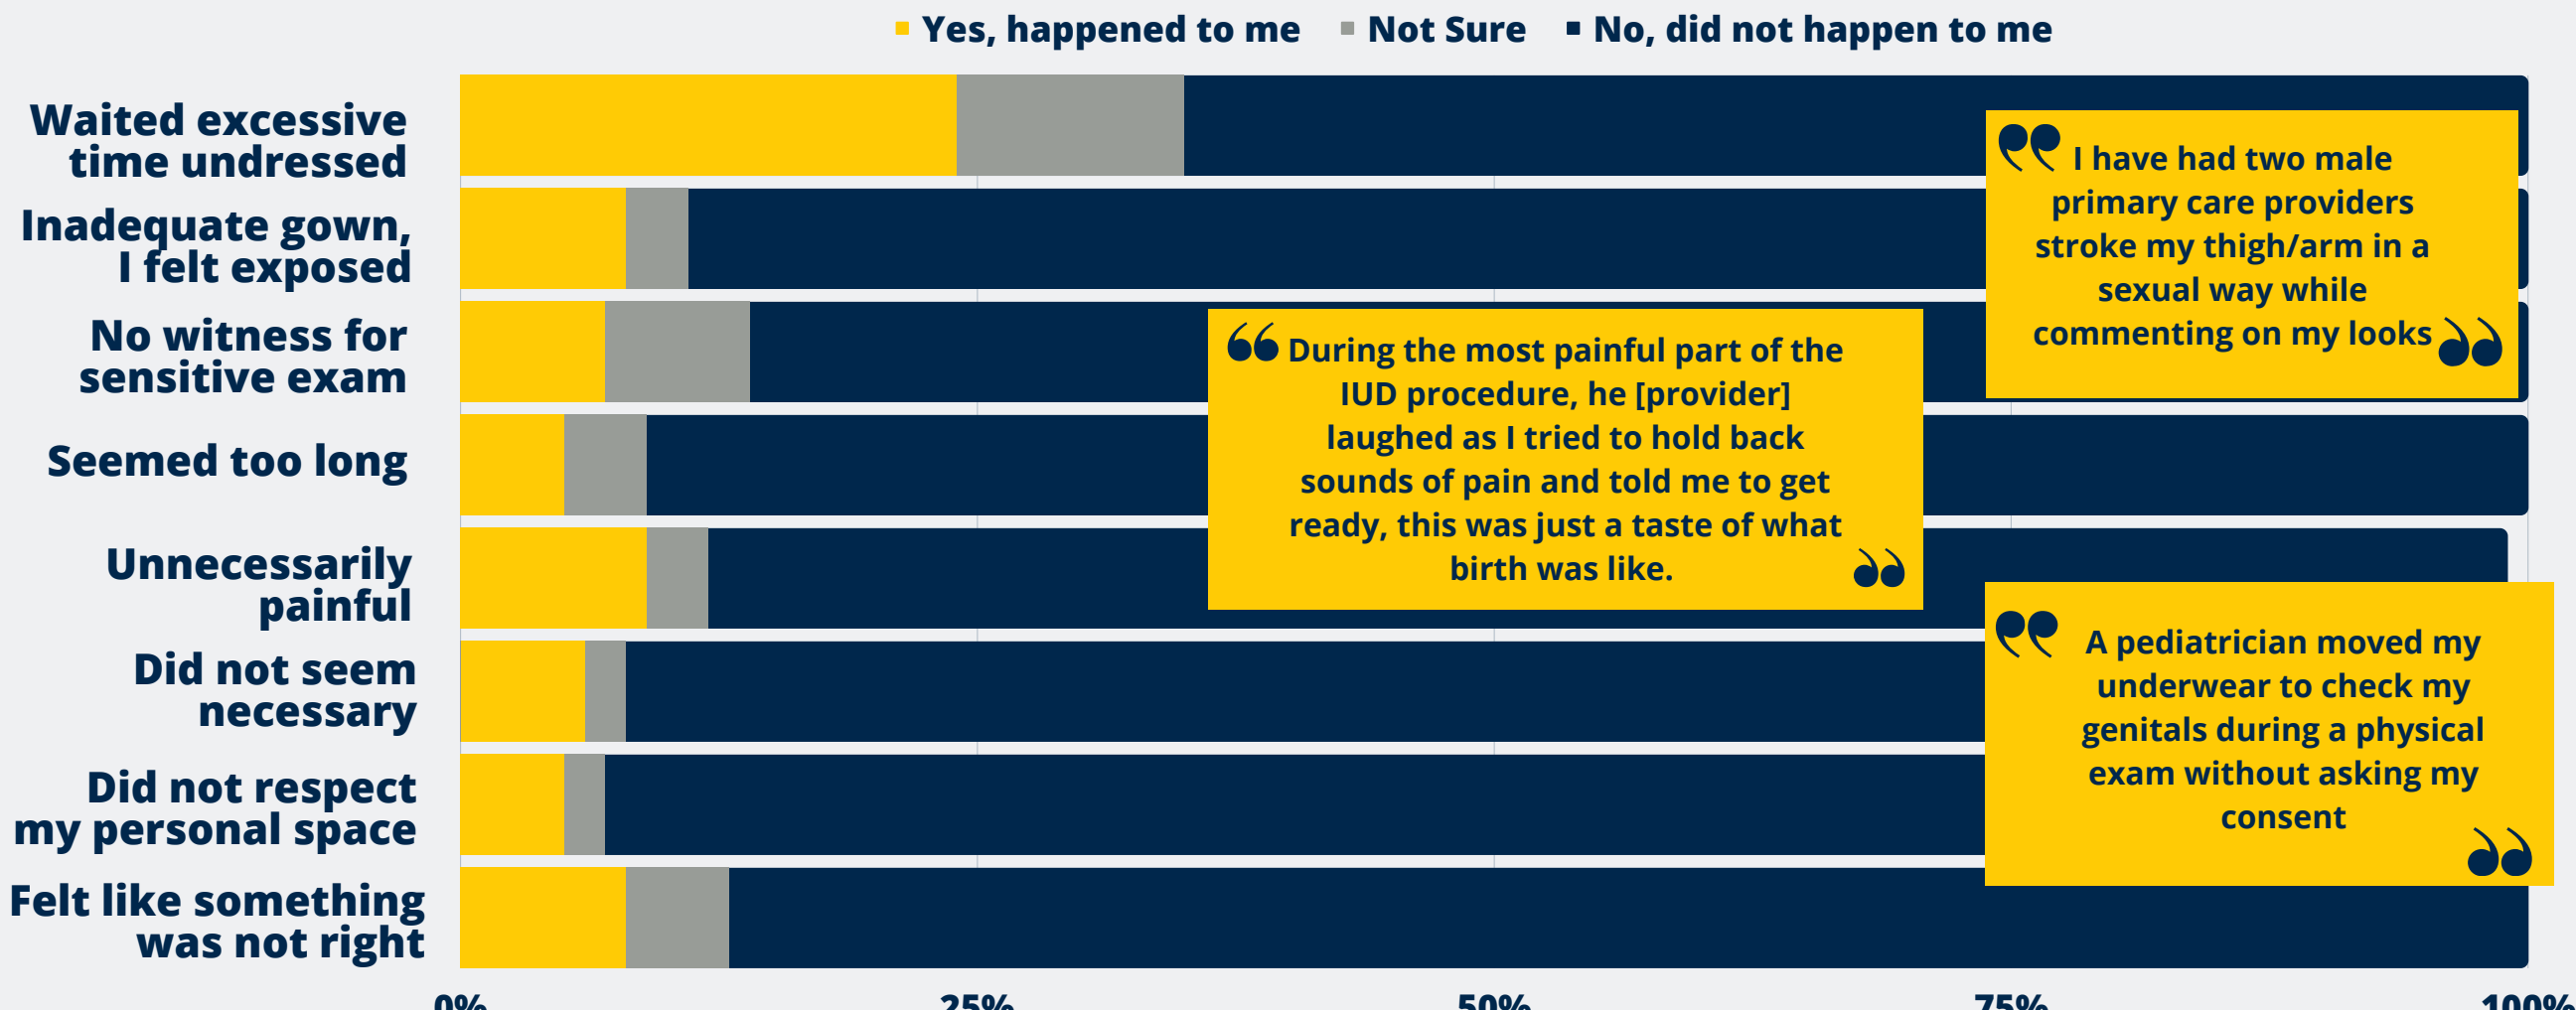 Yes, happened to me
Not Sure
No, did not happen to me
Waited excessive
time undressed
Inadequate gown,
I felt exposed
No witness for
sensitive exam
Seemed too long
Unnecessarily
painful
Did not seem
necessary
Did not respect
my personal space
Felt like something
was not right
❞ I have had two male
primary care providers
stroke my thigh/arm in a
sexual way while
commenting on my looks ❞
❝ During the most painful part of the
IUD procedure, he [provider]
laughed as I tried to hold back
sounds of pain and told me to get
ready, this was just a taste of what
birth was like. ❞
❞ A pediatrician moved my
underwear to check my
genitals during a physical
exam without asking my
consent ❞
0%
25%
50%
75%
100%